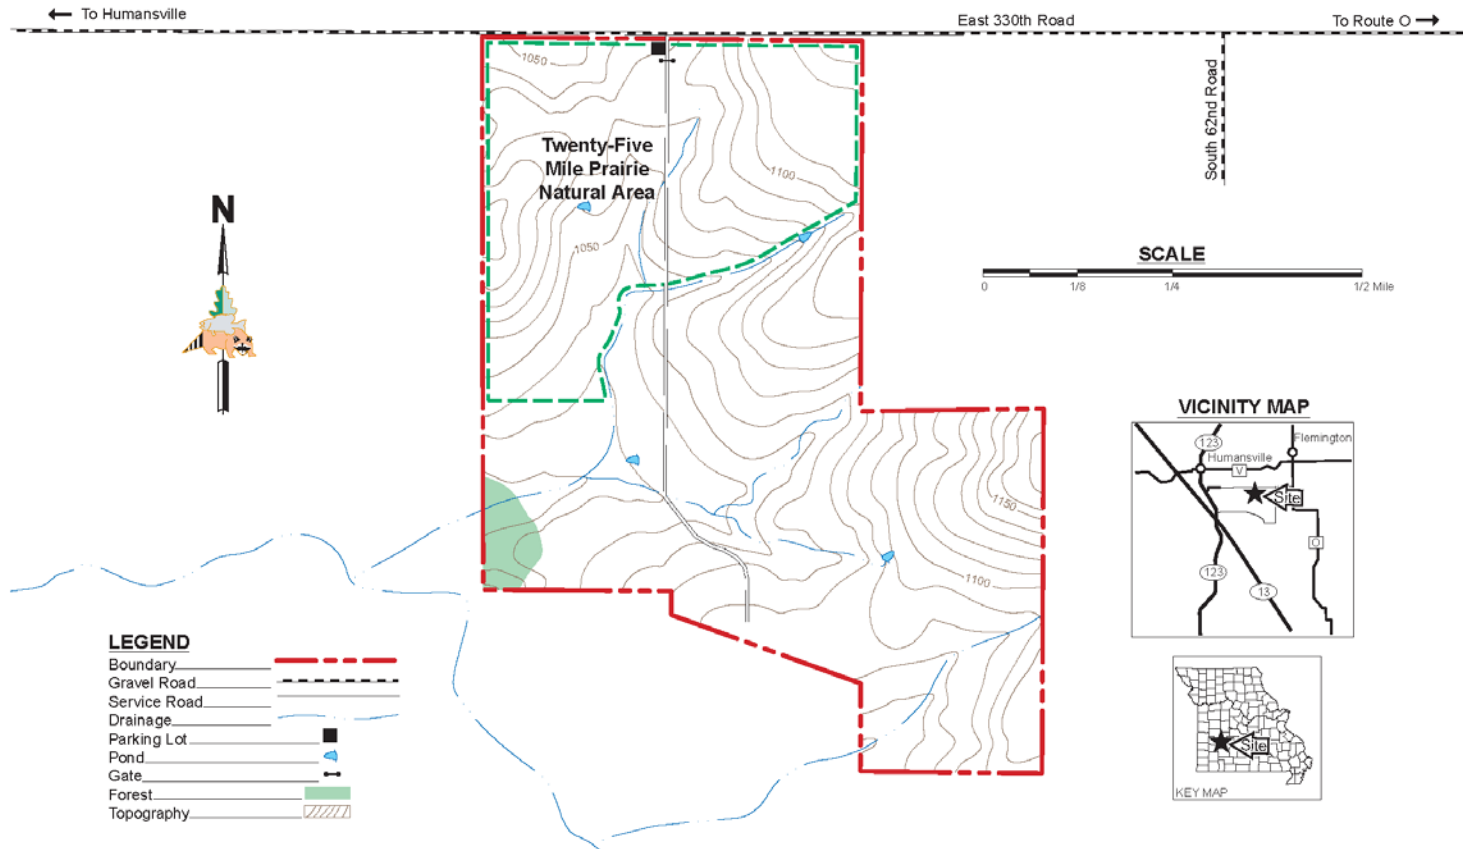 To Humansville
East 330th Road
To Route O
South 62nd Road
1050
Twenty-Five
Mile Prairie
Natural Area
1100
1050
N
SCALE
0 1/8 1/4 1/2 Mile
VICINITY MAP
123
Flemington
Humansville
V
Site
O
123
13
1150
1100
LEGEND
Boundary
Gravel Road
Service Road
Drainage
Parking Lot
Pond
Gate
Forest
Topography
Site
KEY MAP